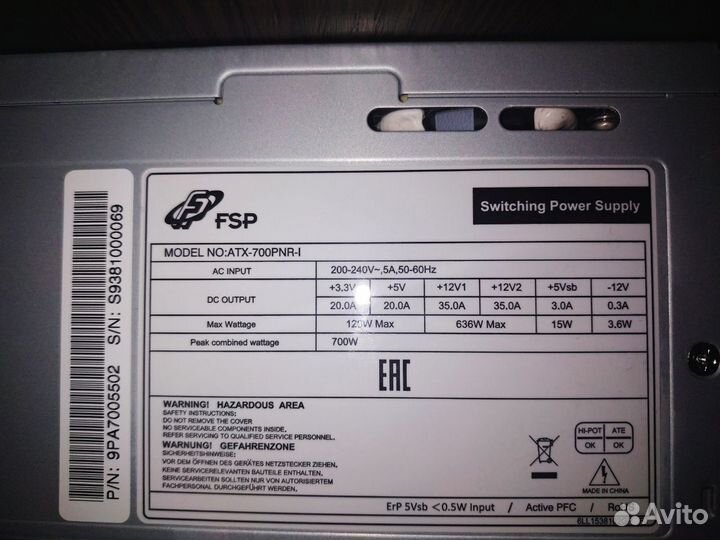 FSP
Switching Power Supply
MODEL NO:ATX-700PNR-I
AC INPUT 200-240V~,5A,50-60Hz
DC OUTPUT +3.3V +5V +12V1 +12V2 +5Vsb -12V
20.0A 20.0A 35.0A 35.0A 3.0A 0.3A
Max Wattage 120W Max 636W Max 15W 3.6W
Peak combined wattage 700W
EAC
WARNING! HAZARDOUS AREA
SAFETY INSTRUCTIONS:
DO NOT REMOVE THE COVER
NO SERVICEABLE COMPONENTS INSIDE.
REFER SERVICING TO QUALIFIED SERVICE PERSONNEL.
WARNUNG! GEFAHRENZONE
SICHERHEITSHINWEISE:
VOR DEM ÖFFNEN DES GERÄTES NETZSTECKER ZIEHEN.
KEINE SERVICERELEVANTEN BAUTEILE IM INNEREN.
SERVICEARBEITEN SOLLTEN NUR VON AUTORISIERTEM
FACHPERSONAL DURCHGEFÜHRT WERDEN!
HI-POT ATE
OK OK
MADE IN CHINA
ErP 5Vsb <0.5W Input / Active PFC /
P/N: 9PA7005502 S/N: S9381000069
Avito